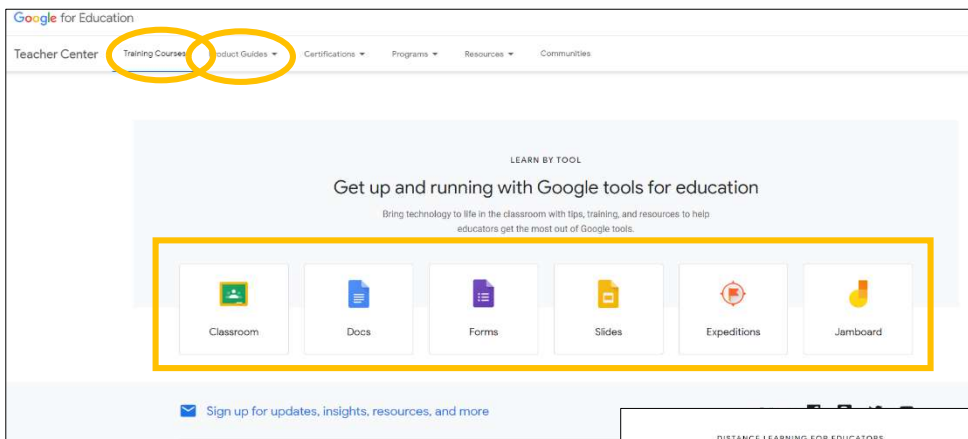 Google for Education
Teacher Center Training Courses Product Guides Certifications Programs Resources Communities
LEARN BY TOOL
Get up and running with Google tools for education
Bring technology to life in the classroom with tips, training, and resources to help
educators get the most out of Google tools.
Classroom Docs Forms Slides Expeditions Jamboard
Sign up for updates, insights, resources, and more
DISTANCE LEARNING FOR EDUCATORS